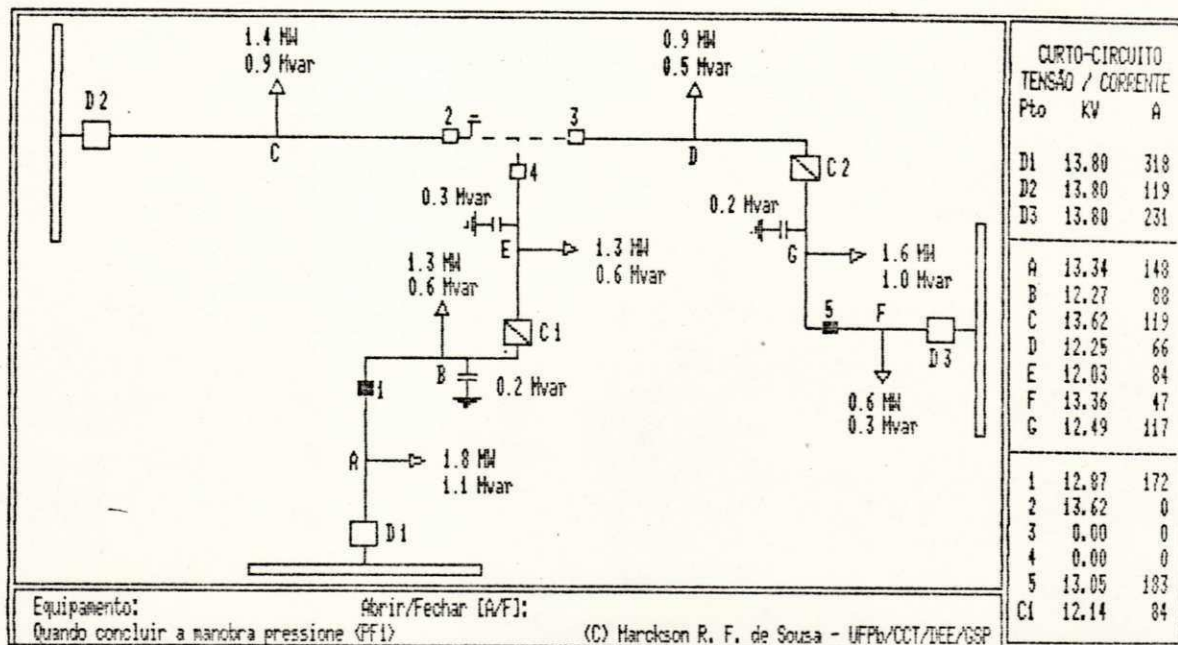 1.4 MW
0.9 Mvar
0.9 MW
0.5 Mvar
D2
2
3
C
D
4
C2
0.3 Mvar
0.2 Mvar
E
1.3 MW
0.6 Mvar
G
1.6 MW
1.0 Mvar
1.3 MW
0.6 Mvar
C1
5
F
D3
B
0.2 Mvar
1
0.6 MW
0.3 Mvar
A
1.8 MW
1.1 Mvar
D1
CURTO-CIRCUITO
TENSÃO / CORRENTE
Pto KV A
D1 13.80 318
D2 13.80 119
D3 13.80 231
A 13.34 148
B 12.27 88
C 13.62 119
D 12.25 66
E 12.03 84
F 13.36 47
G 12.49 117
1 12.87 172
2 13.62 0
3 0.00 0
4 0.00 0
5 13.05 183
C1 12.14 84
Equipamento: Abrir/Fechar [A/F]:
Quando concluir a manobra pressione <PF1> (C) Harckson R. F. de Sousa - UFPb/CCT/DEE/GSP